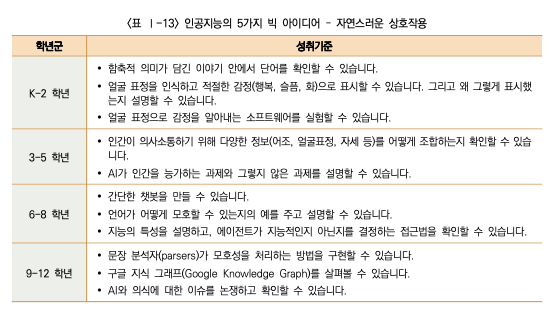 〈표 Ⅰ-13〉 인공지능의 5가지 빅 아이디어 - 자연스러운 상호작용
학년군 성취기준
K-2 학년
• 함축적 의미가 담긴 이야기 안에서 단어를 확인할 수 있습니다.
• 얼굴 표정을 인식하고 적절한 감정(행복, 슬픔, 화)으로 표시할 수 있습니다. 그리고 왜 그렇게 표시했
는지 설명할 수 있습니다.
• 얼굴 표정으로 감정을 알아내는 소프트웨어를 실험할 수 있습니다.
3-5 학년
• 인간이 의사소통하기 위해 다양한 정보(어조, 얼굴표정, 자세 등)를 어떻게 조합하는지 확인할 수 있습
니다.
• AI가 인간을 능가하는 과제와 그렇지 않은 과제를 설명할 수 있습니다.
6-8 학년
• 간단한 챗봇을 만들 수 있습니다.
• 언어가 어떻게 모호할 수 있는지의 예를 주고 설명할 수 있습니다.
• 지능의 특성을 설명하고, 에이전트가 지능적인지 아닌지를 결정하는 접근법을 확인할 수 있습니다.
9-12 학년
• 문장 분석자(parsers)가 모호성을 처리하는 방법을 구현할 수 있습니다.
• 구글 지식 그래프(Google Knowledge Graph)를 살펴볼 수 있습니다.
• AI와 의식에 대한 이슈를 논쟁하고 확인할 수 있습니다.